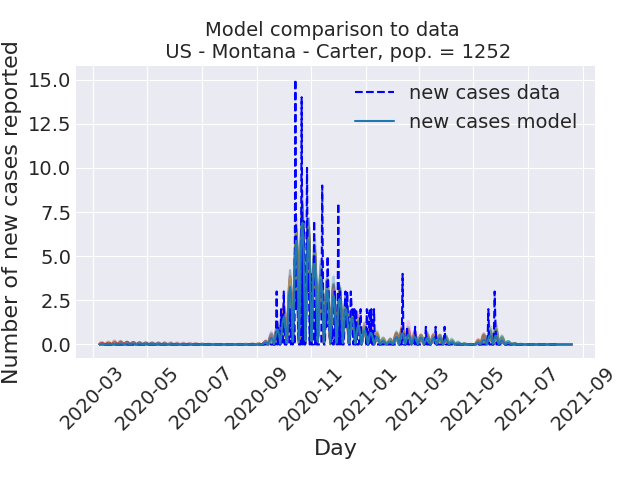 Model comparison to data
US - Montana - Carter, pop. = 1252
Number of new cases reported
15.0
12.5
10.0
7.5
5.0
2.5
0.0
new cases data
new cases model
2020-03
2020-05
2020-07
2020-09
2020-11
2021-01
2021-03
2021-05
2021-07
2021-09
Day